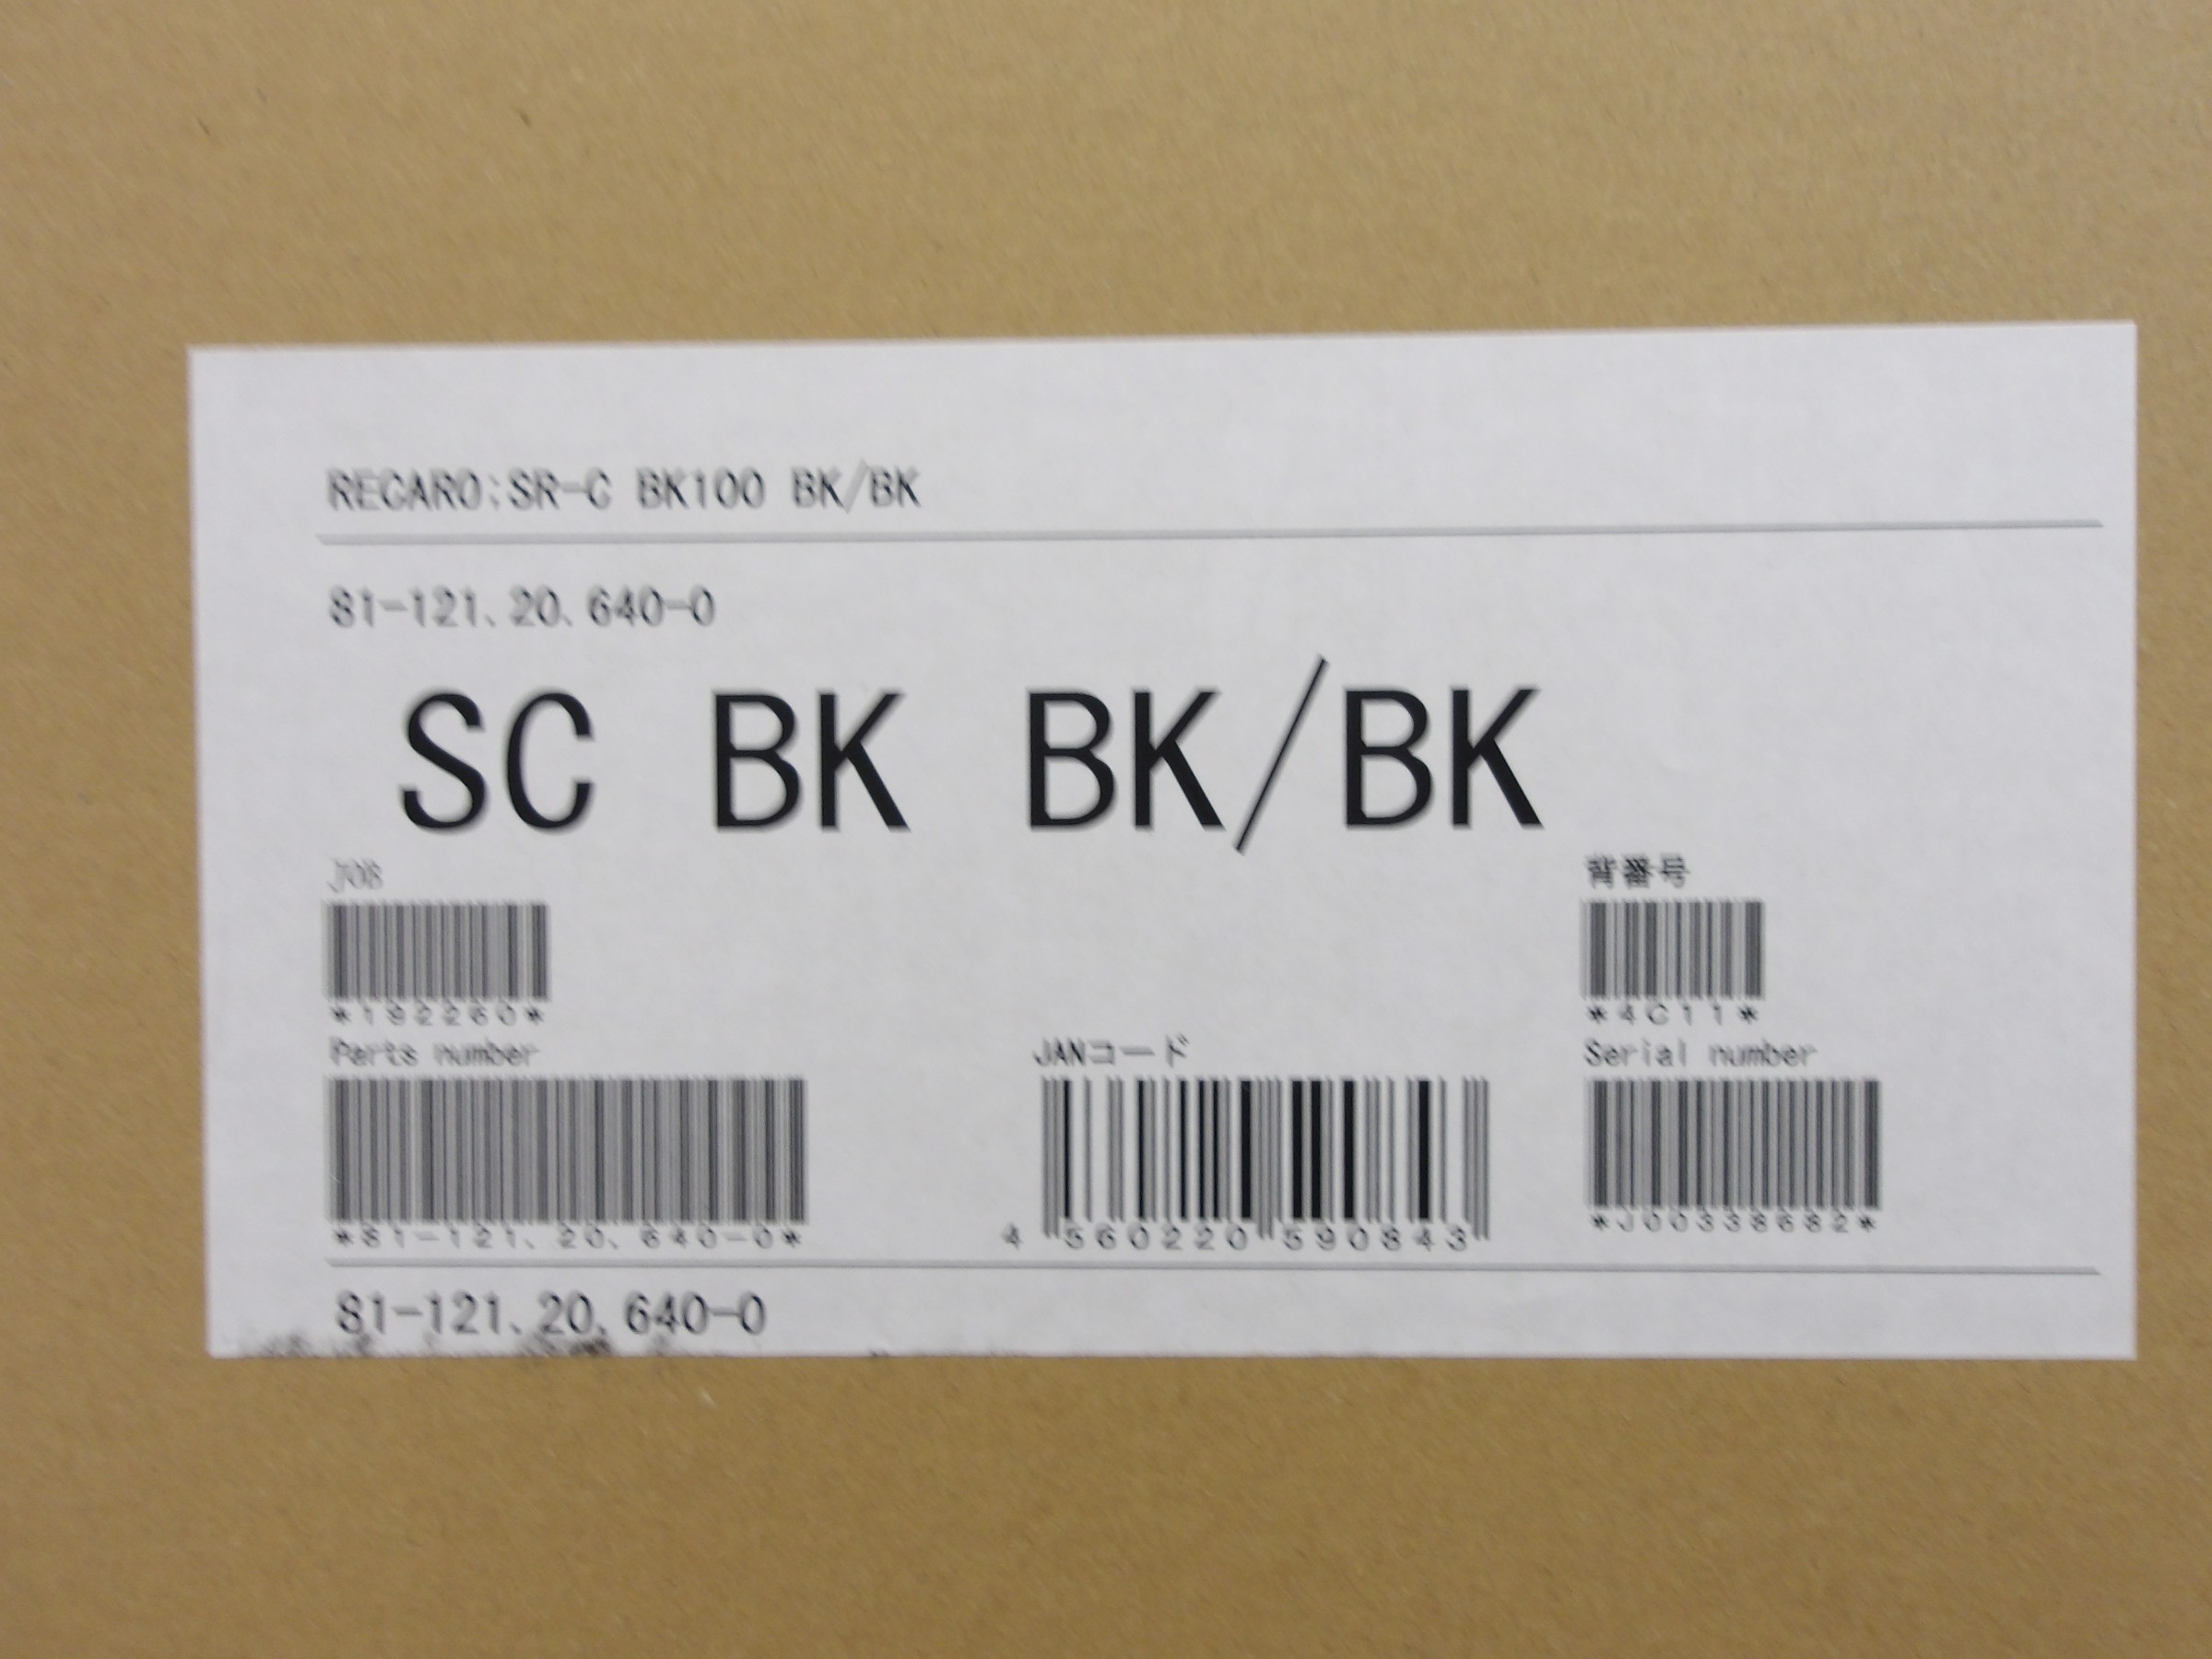 RECARO:SR-C BK100 BK/BK
81-121.20.640-0
SC BK BK/BK
JOB
*192260*
背番号
*4C11*
Parts number
*81-121.20.640-0*
JANコード
4 560220 590843
Serial number
*J00338682*
81-121.20.640-0